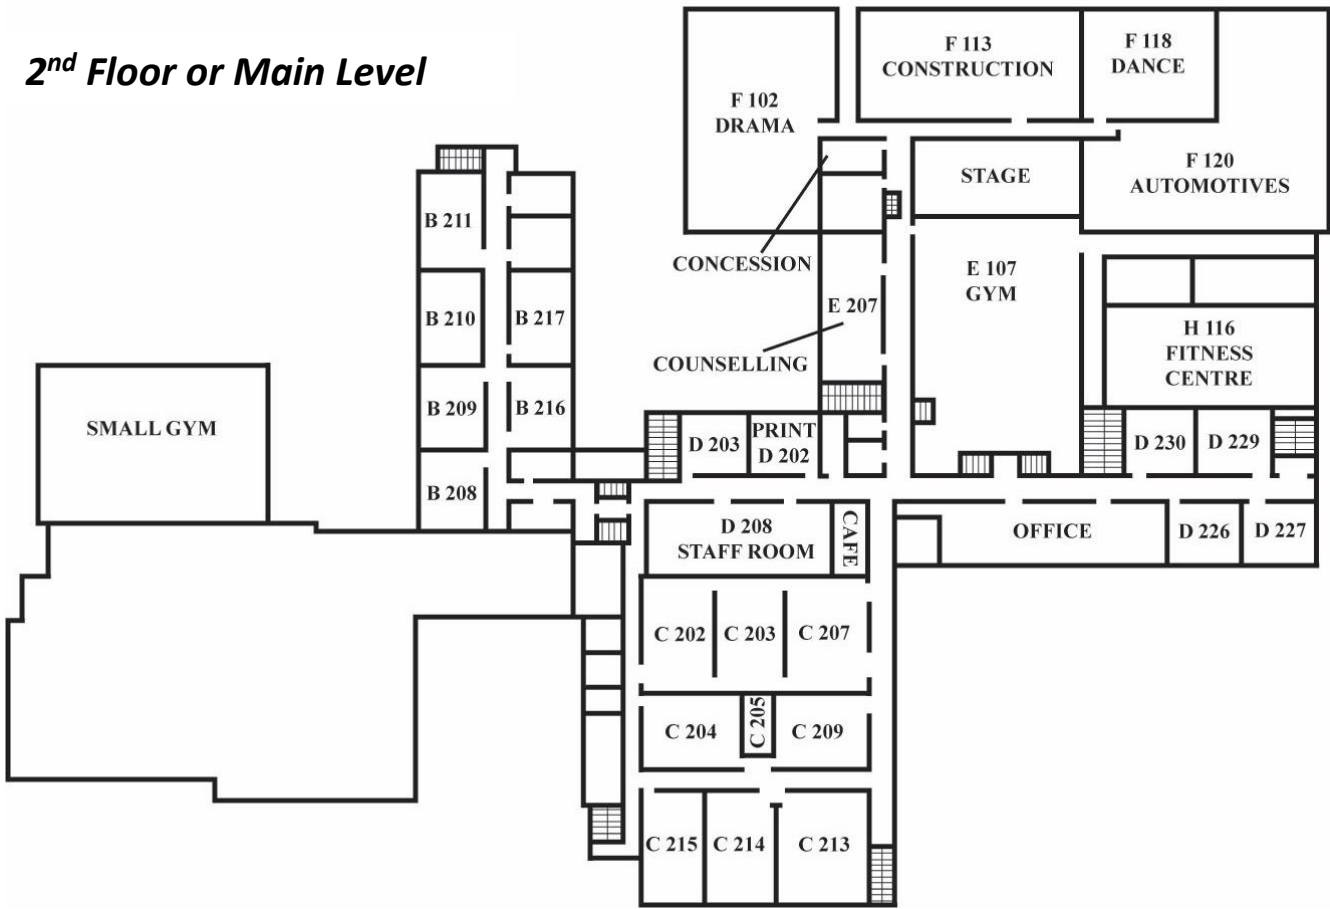 2nd Floor or Main Level
F 102
DRAMA
F 113
CONSTRUCTION
F 118
DANCE
F 120
AUTOMOTIVES
STAGE
CONCESSION
E 207
COUNSELLING
E 107
GYM
H 116
FITNESS
CENTRE
B 211
B 210
B 217
B 209
B 216
B 208
SMALL GYM
D 203
PRINT
D 202
D 230
D 229
D 208
STAFF ROOM
CAFE
OFFICE
D 226
D 227
C 202
C 203
C 207
C 204
C 205
C 209
C 215
C 214
C 213